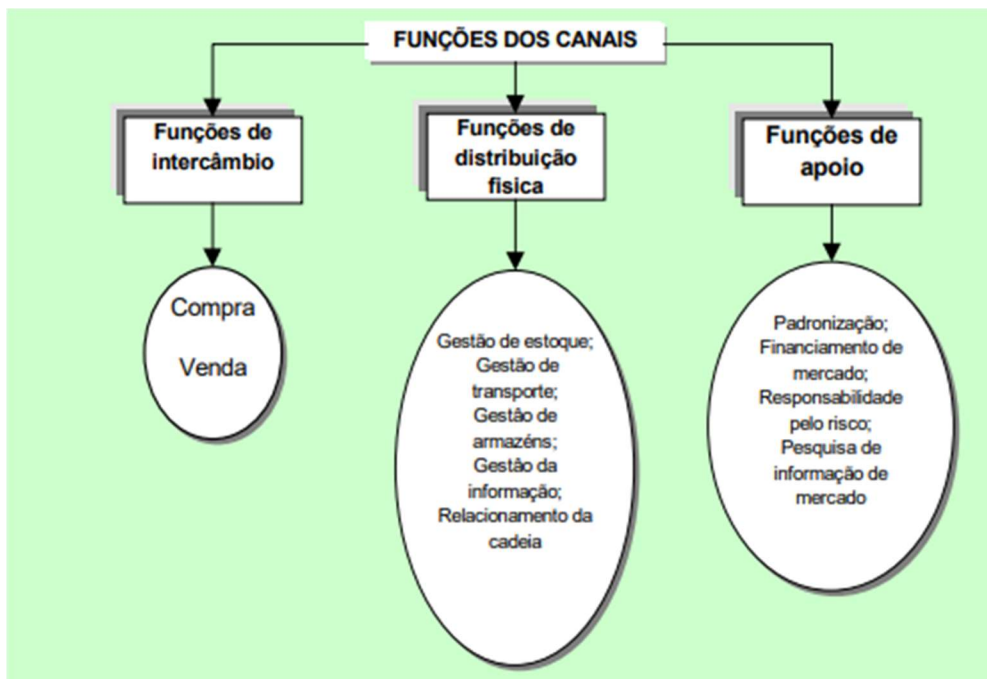 FUNÇÕES DOS CANAIS
Funções de
intercâmbio
Funções de
distribuição
fisica
Funções de
apoio
Compra
Venda
Gestão de estoque;
Gestão de
transporte;
Gestão de
armazéns;
Gestão da
informação;
Relacionamento da
cadeia
Padronização;
Financiamento de
mercado;
Responsabilidade
pelo risco;
Pesquisa de
informação de
mercado